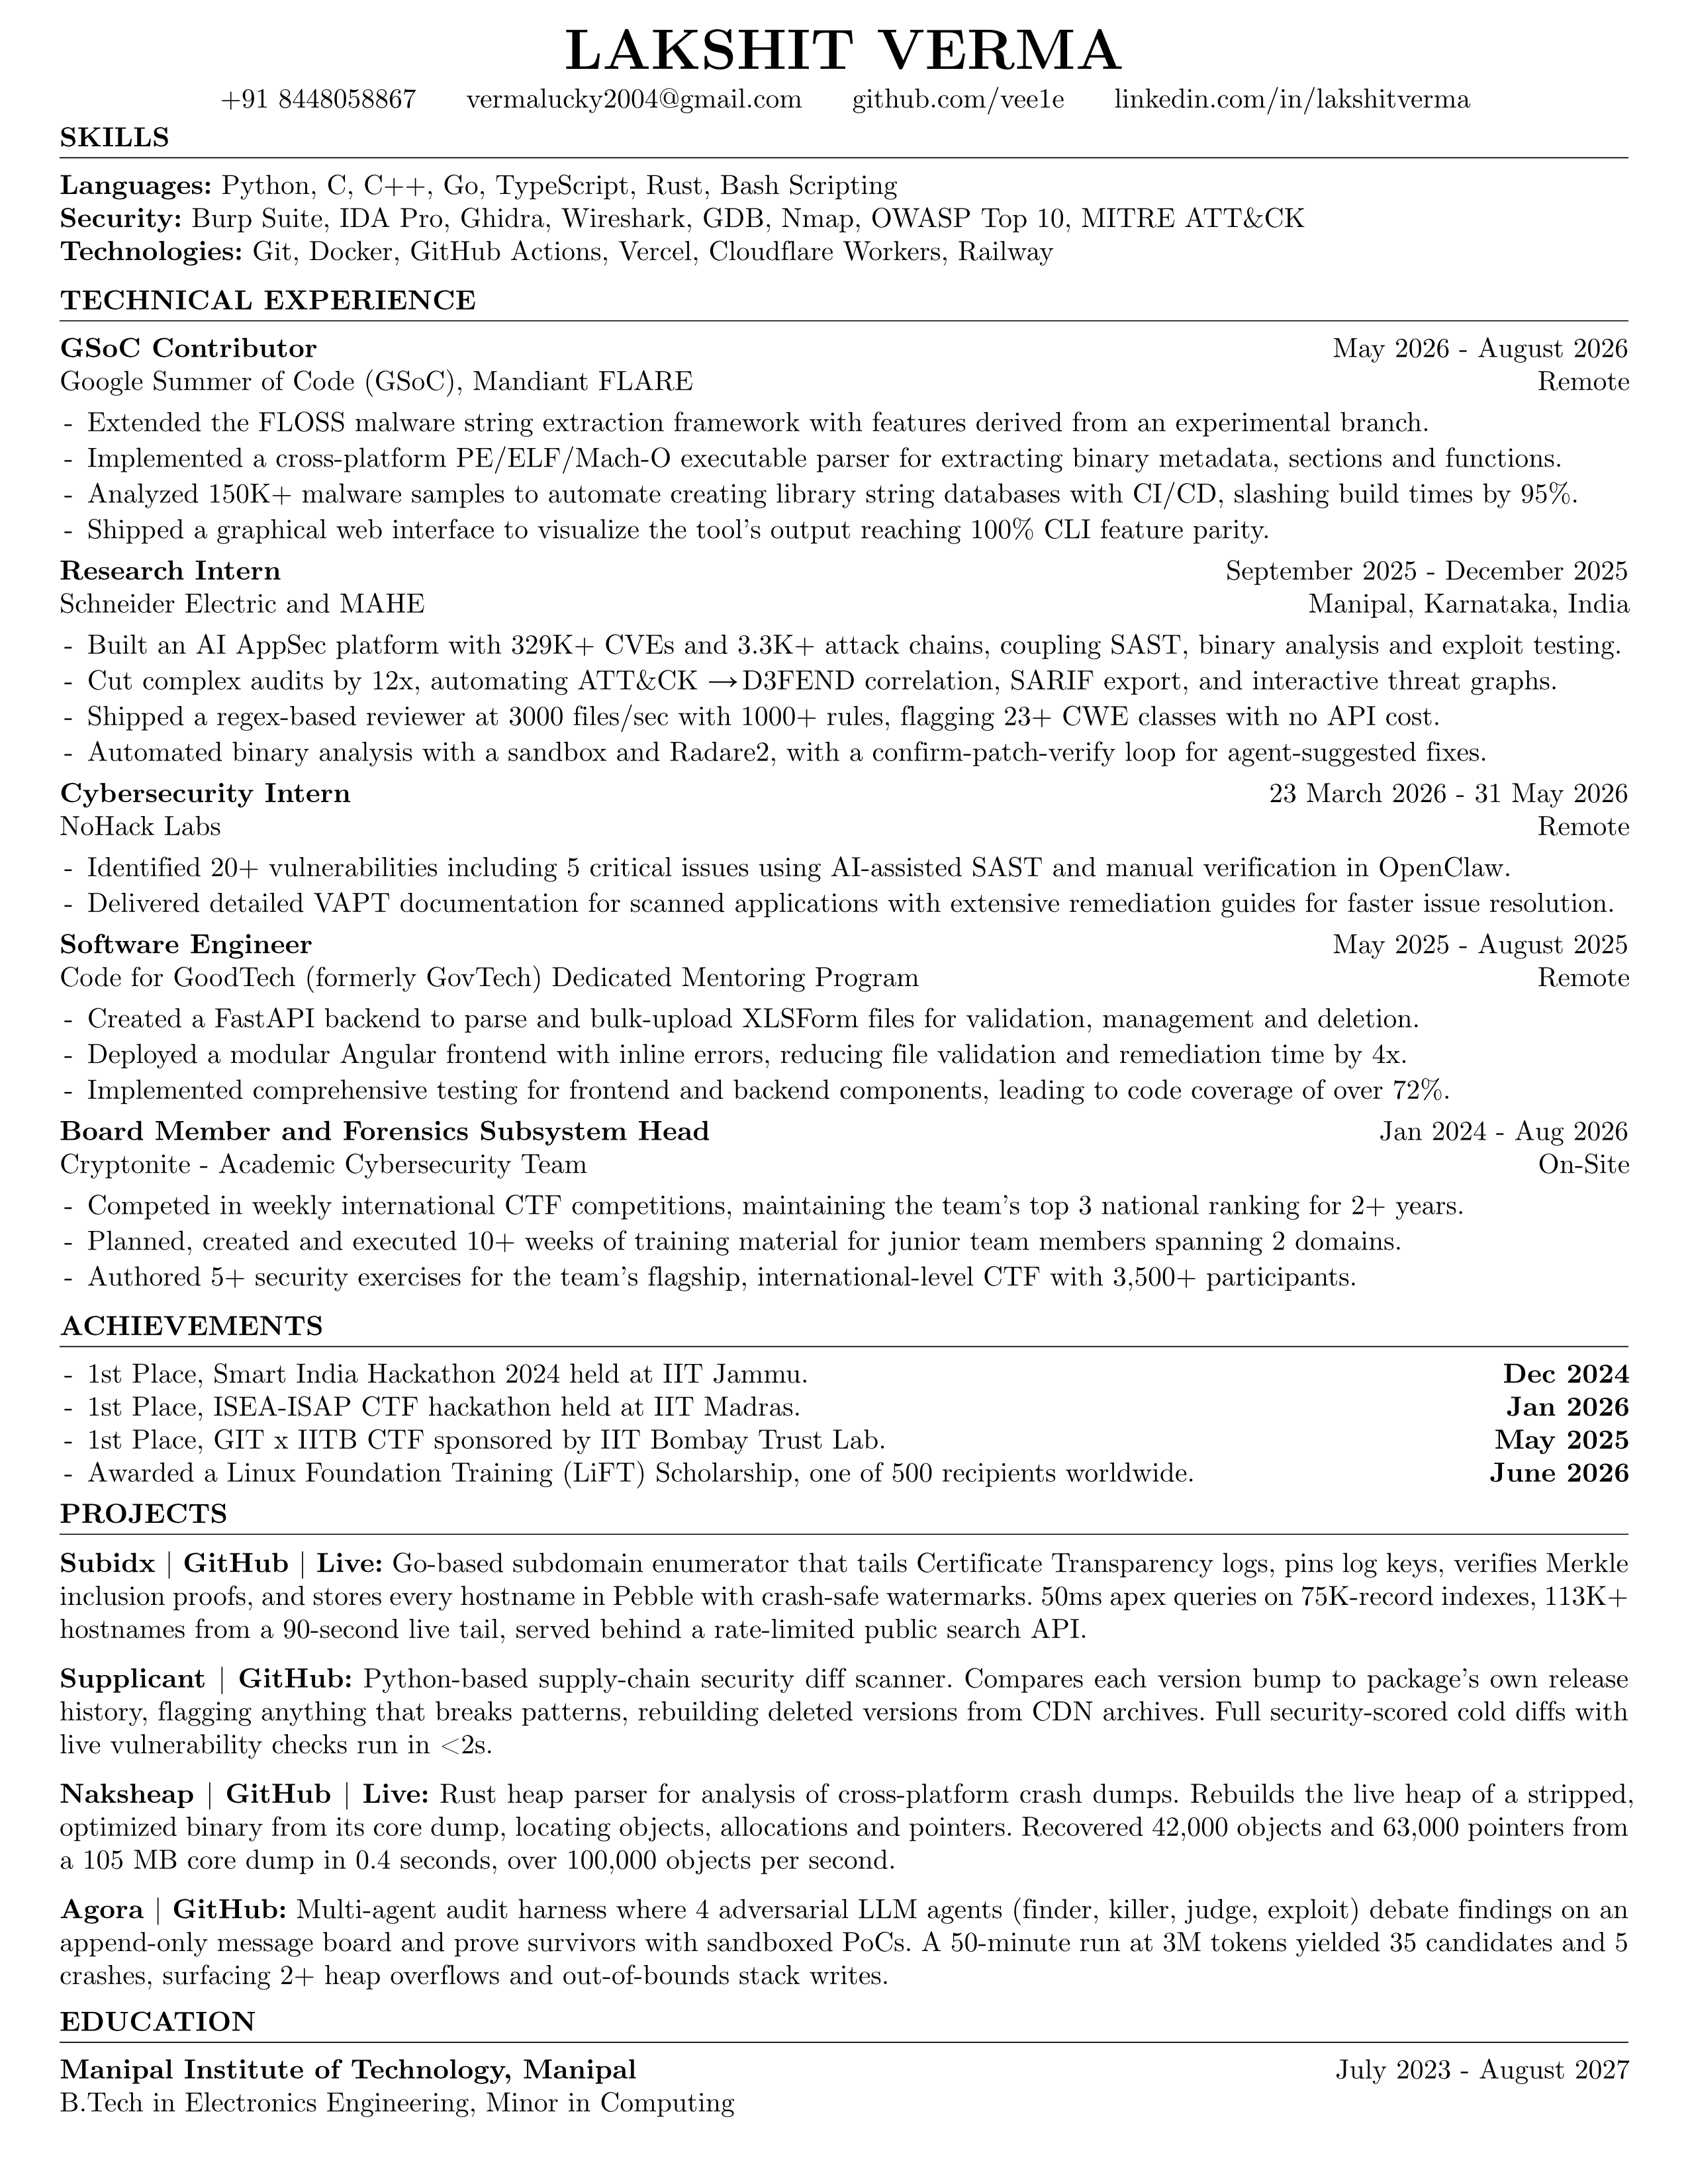 LAKSHIT VERMA
+91 8448058867 vermalucky2004@gmail.com github.com/vee1e linkedin.com/in/lakshitverma
SKILLS
Languages: Python, C, C++, Go, TypeScript, Rust, Bash Scripting
Security: Burp Suite, IDA Pro, Ghidra, Wireshark, GDB, Nmap, OWASP Top 10, MITRE ATT&CK
Technologies: Git, Docker, GitHub Actions, Vercel, Cloudflare Workers, Railway
TECHNICAL EXPERIENCE
GSoC Contributor May 2026 - August 2026
Google Summer of Code (GSoC), Mandiant FLARE Remote
- Extended the FLOSS malware string extraction framework with features derived from an experimental branch.
- Implemented a cross-platform PE/ELF/Mach-O executable parser for extracting binary metadata, sections and functions.
- Analyzed 150K+ malware samples to automate creating library string databases with CI/CD, slashing build times by 95%.
- Shipped a graphical web interface to visualize the tool's output reaching 100% CLI feature parity.
Research Intern September 2025 - December 2025
Schneider Electric and MAHE Manipal, Karnataka, India
- Built an AI AppSec platform with 329K+ CVEs and 3.3K+ attack chains, coupling SAST, binary analysis and exploit testing.
- Cut complex audits by 12x, automating ATT&CK →D3FEND correlation, SARIF export, and interactive threat graphs.
- Shipped a regex-based reviewer at 3000 files/sec with 1000+ rules, flagging 23+ CWE classes with no API cost.
- Automated binary analysis with a sandbox and Radare2, with a confirm-patch-verify loop for agent-suggested fixes.
Cybersecurity Intern 23 March 2026 - 31 May 2026
NoHack Labs Remote
- Identified 20+ vulnerabilities including 5 critical issues using AI-assisted SAST and manual verification in OpenClaw.
- Delivered detailed VAPT documentation for scanned applications with extensive remediation guides for faster issue resolution.
Software Engineer May 2025 - August 2025
Code for GoodTech (formerly GovTech) Dedicated Mentoring Program Remote
- Created a FastAPI backend to parse and bulk-upload XLSForm files for validation, management and deletion.
- Deployed a modular Angular frontend with inline errors, reducing file validation and remediation time by 4x.
- Implemented comprehensive testing for frontend and backend components, leading to code coverage of over 72%.
Board Member and Forensics Subsystem Head Jan 2024 - Aug 2026
Cryptonite - Academic Cybersecurity Team On-Site
- Competed in weekly international CTF competitions, maintaining the team's top 3 national ranking for 2+ years.
- Planned, created and executed 10+ weeks of training material for junior team members spanning 2 domains.
- Authored 5+ security exercises for the team's flagship, international-level CTF with 3,500+ participants.
ACHIEVEMENTS
- 1st Place, Smart India Hackathon 2024 held at IIT Jammu. Dec 2024
- 1st Place, ISEA-ISAP CTF hackathon held at IIT Madras. Jan 2026
- 1st Place, GIT x IITB CTF sponsored by IIT Bombay Trust Lab. May 2025
- Awarded a Linux Foundation Training (LiFT) Scholarship, one of 500 recipients worldwide. June 2026
PROJECTS
Subidx | GitHub | Live: Go-based subdomain enumerator that tails Certificate Transparency logs, pins log keys, verifies Merkle
inclusion proofs, and stores every hostname in Pebble with crash-safe watermarks. 50ms apex queries on 75K-record indexes, 113K+
hostnames from a 90-second live tail, served behind a rate-limited public search API.
Supplicant | GitHub: Python-based supply-chain security diff scanner. Compares each version bump to package's own release
history, flagging anything that breaks patterns, rebuilding deleted versions from CDN archives. Full security-scored cold diffs with
live vulnerability checks run in <2s.
Naksheap | GitHub | Live: Rust heap parser for analysis of cross-platform crash dumps. Rebuilds the live heap of a stripped,
optimized binary from its core dump, locating objects, allocations and pointers. Recovered 42,000 objects and 63,000 pointers from
a 105 MB core dump in 0.4 seconds, over 100,000 objects per second.
Agora | GitHub: Multi-agent audit harness where 4 adversarial LLM agents (finder, killer, judge, exploit) debate findings on an
append-only message board and prove survivors with sandboxed PoCs. A 50-minute run at 3M tokens yielded 35 candidates and 5
crashes, surfacing 2+ heap overflows and out-of-bounds stack writes.
EDUCATION
Manipal Institute of Technology, Manipal July 2023 - August 2027
B.Tech in Electronics Engineering, Minor in Computing